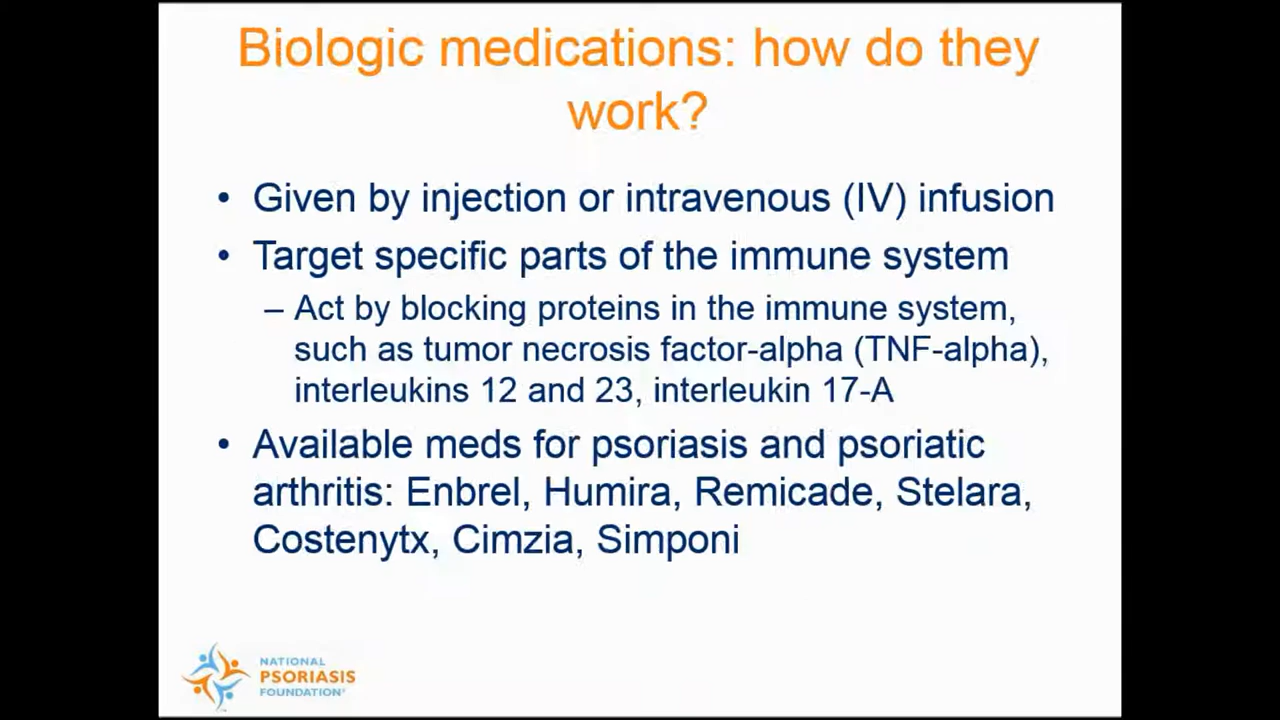 Biologic medications: how do they
work?
• Given by injection or intravenous (IV) infusion
• Target specific parts of the immune system
– Act by blocking proteins in the immune system,
such as tumor necrosis factor-alpha (TNF-alpha),
interleukins 12 and 23, interleukin 17-A
• Available meds for psoriasis and psoriatic
arthritis: Enbrel, Humira, Remicade, Stelara,
Costenytx, Cimzia, Simponi
NATIONAL
PSORIASIS
FOUNDATION®